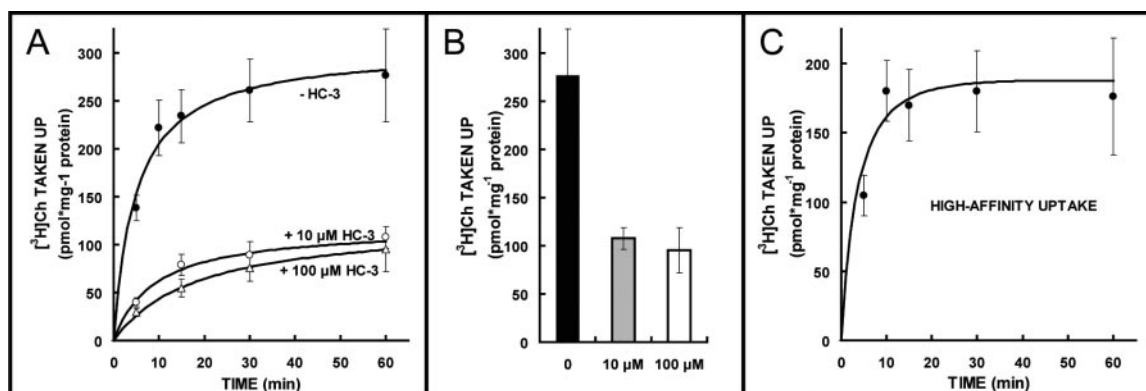 A
[³H]Ch TAKEN UP
(pmol*mg-1 protein)
300
250
200
150
100
50
0
- HC-3
+ 10 µM HC-3
+ 100 µM HC-3
0 10 20 30 40 50 60
TIME (min)
B
[³H]Ch TAKEN UP
(pmol*mg⁻¹ protein)
300
250
200
150
100
50
0
0 10 µM 100 µM
C
[³H]Ch TAKEN UP
(pmol*mg⁻¹ protein)
200
150
100
50
0
HIGH-AFFINITY UPTAKE
0 10 20 30 40 50 60
TIME (min)